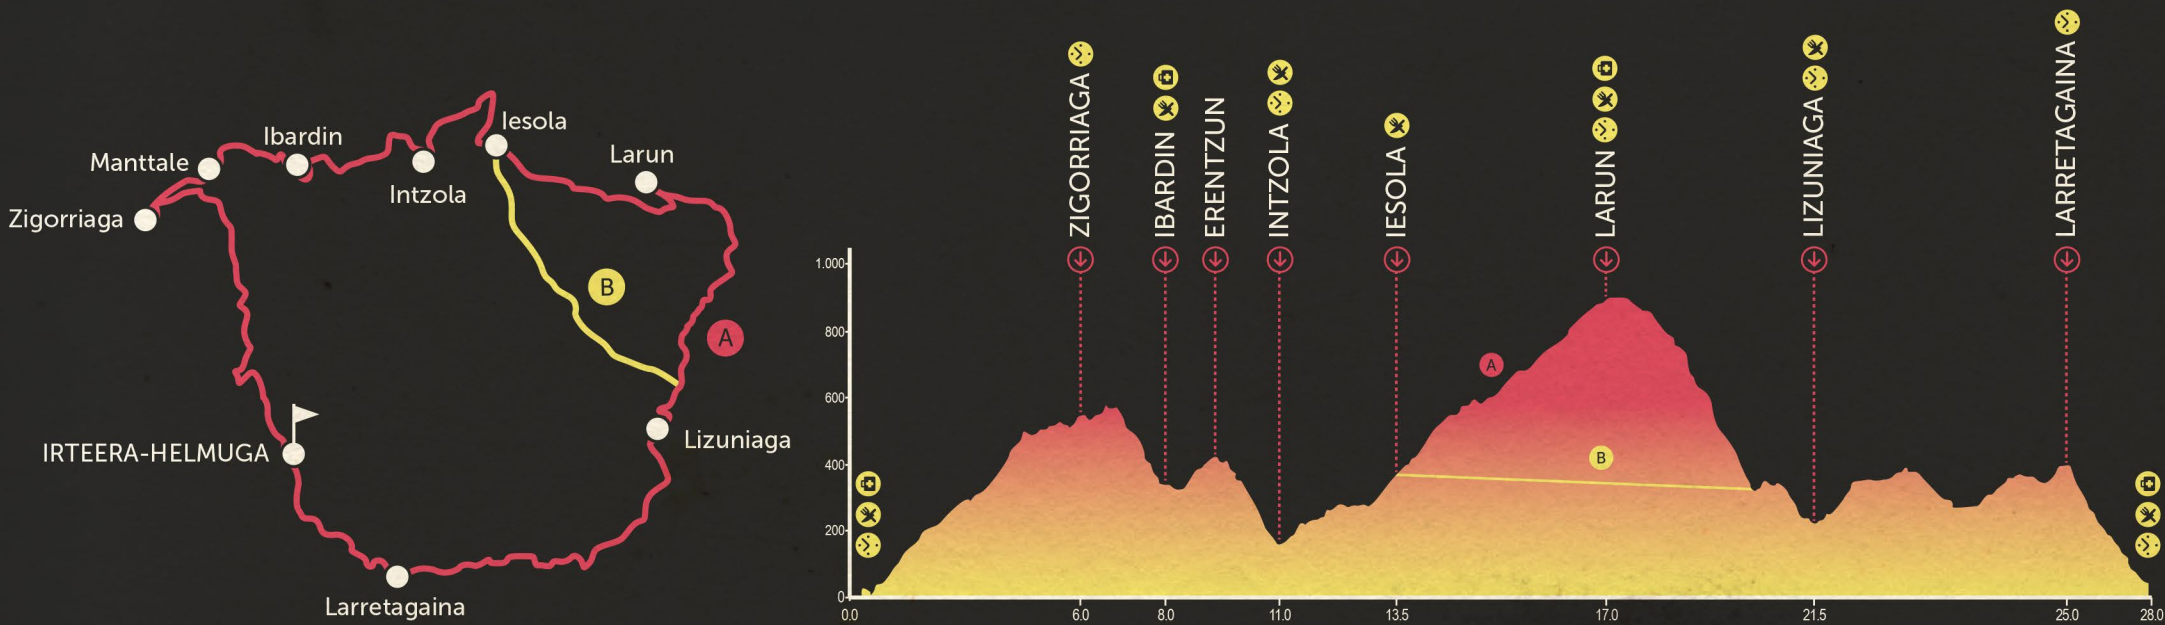 Ibardin
Iesola
Manttale
Larun
Intzola
Zigorriaga
B
A
IRTEERA-HELMUGA
Lizuniaga
Larretagaina
ZIGORRIAGA
IBARDIN
ERENTZUN
INTZOLA
IESOLA
LARUN
LIZUNIAGA
LARRETAGAINA
1.000
800
600
400
200
0
A
B
0.0 6.0 8.0 11.0 13.5 17.0 21.5 25.0 28.0